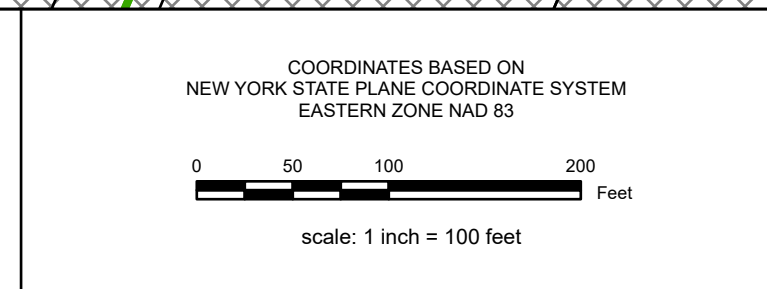 COORDINATES BASED ON
NEW YORK STATE PLANE COORDINATE SYSTEM
EASTERN ZONE NAD 83
0 50 100 200
Feet
scale: 1 inch = 100 feet